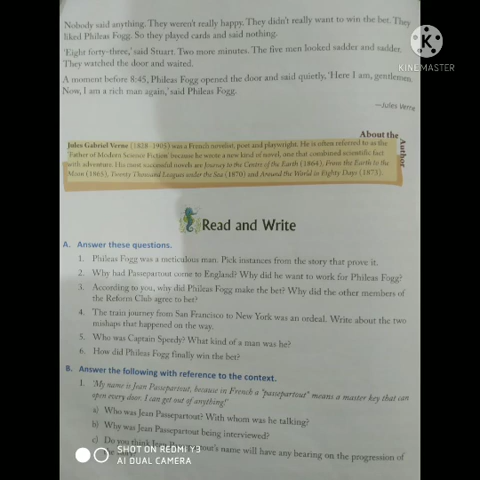 Nobody said anything. They weren't really happy. They didn't really want to win the bet. They
liked Phileas Fogg. So they played cards and said nothing.
'Eight forty-three,' said Stuart. Two more minutes. The five men looked sadder and sadder.
They watched the door and waited.
A moment before 8:45, Phileas Fogg opened the door and said quietly, 'Here I am, gentlemen.
Now, I am a rich man again,' said Phileas Fogg.
KINEMASTER
—Jules Verne
About the
Author
Jules Gabriel Verne (1828–1905) was a French novelist, poet and playwright. He is often referred to as the
'Father of Modern Science Fiction' because he wrote a new kind of novel, one that combined scientific fact
with adventure. His most successful novels are Journey to the Centre of the Earth (1864), From the Earth to the
Moon (1865), Twenty Thousand Leagues under the Sea (1870) and Around the World in Eighty Days (1873).
Read and Write
A. Answer these questions.
1. Phileas Fogg was a meticulous man. Pick instances from the story that prove it.
2. Why had Passepartout come to England? Why did he want to work for Phileas Fogg?
3. According to you, why did Phileas Fogg make the bet? Why did the other members of
the Reform Club agree to bet?
4. The train journey from San Francisco to New York was an ordeal. Write about the two
mishaps that happened on the way.
5. Who was Captain Speedy? What kind of a man was he?
6. How did Phileas Fogg finally win the bet?
B. Answer the following with reference to the context.
1. 'My name is Jean Passepartout, because in French a "passepartout" means a master key that can
open every door. I can get out of anything!'
a) Who was Jean Passepartout? With whom was he talking?
b) Why was Jean Passepartout being interviewed?
c) Do you think Jean 's name will have any bearing on the progression of
SHOT ON REDMI Y3
AI DUAL CAMERA